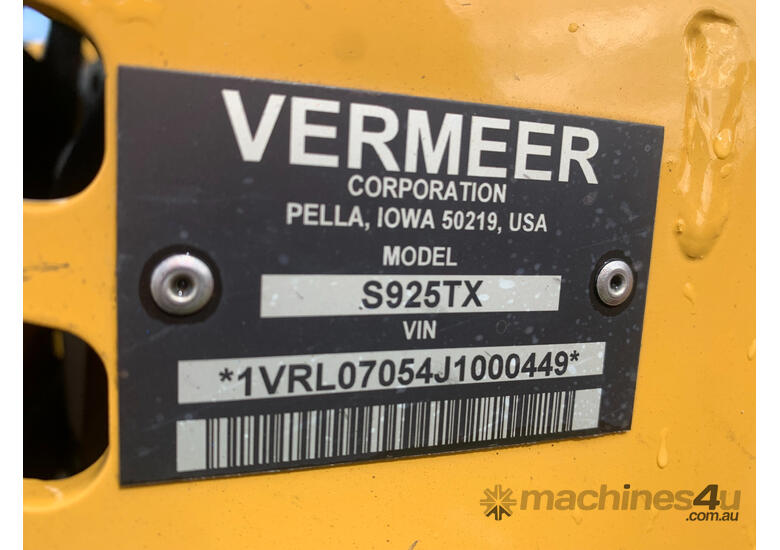 VERMEER
CORPORATION
PELLA, IOWA 50219, USA
MODEL
S925TX
VIN
*1VRL07054J1000449*
machines4u
.com.au